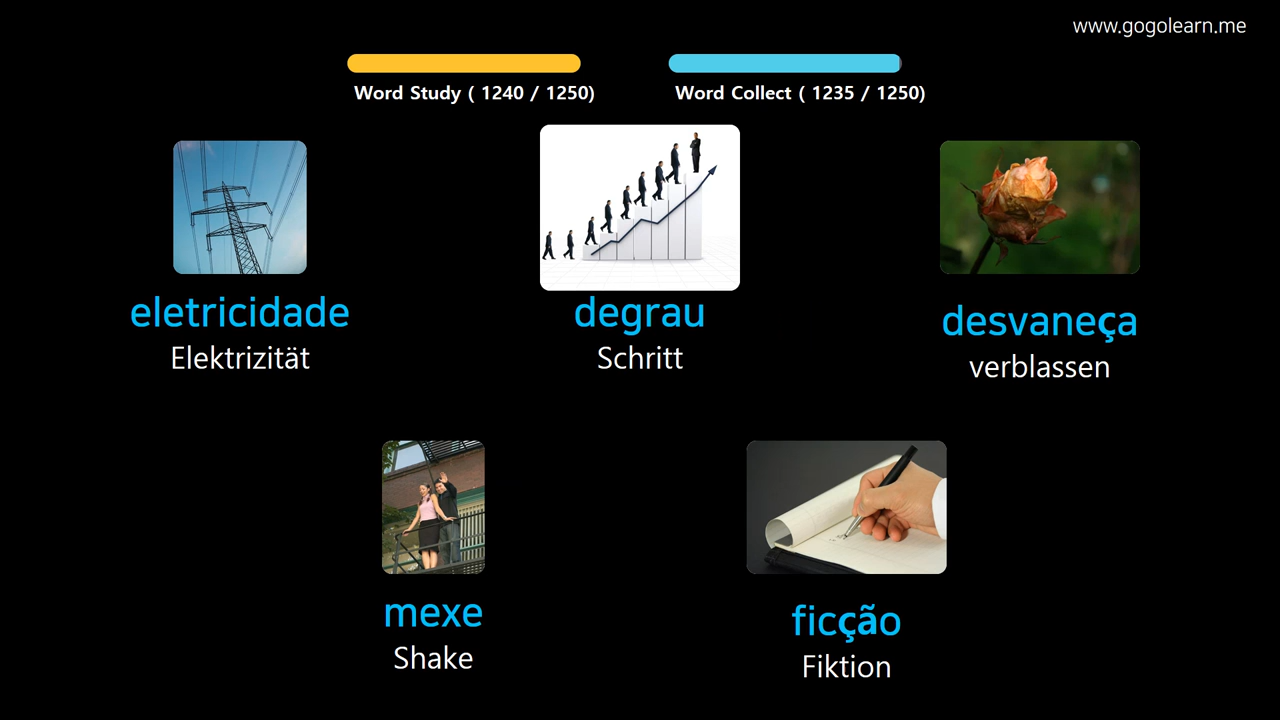 www.gogolearn.me
Word Study ( 1240 / 1250)
Word Collect ( 1235 / 1250)
eletricidade
Elektrizität
degrau
Schritt
desvaneça
verblassen
mexe
Shake
ficção
Fiktion